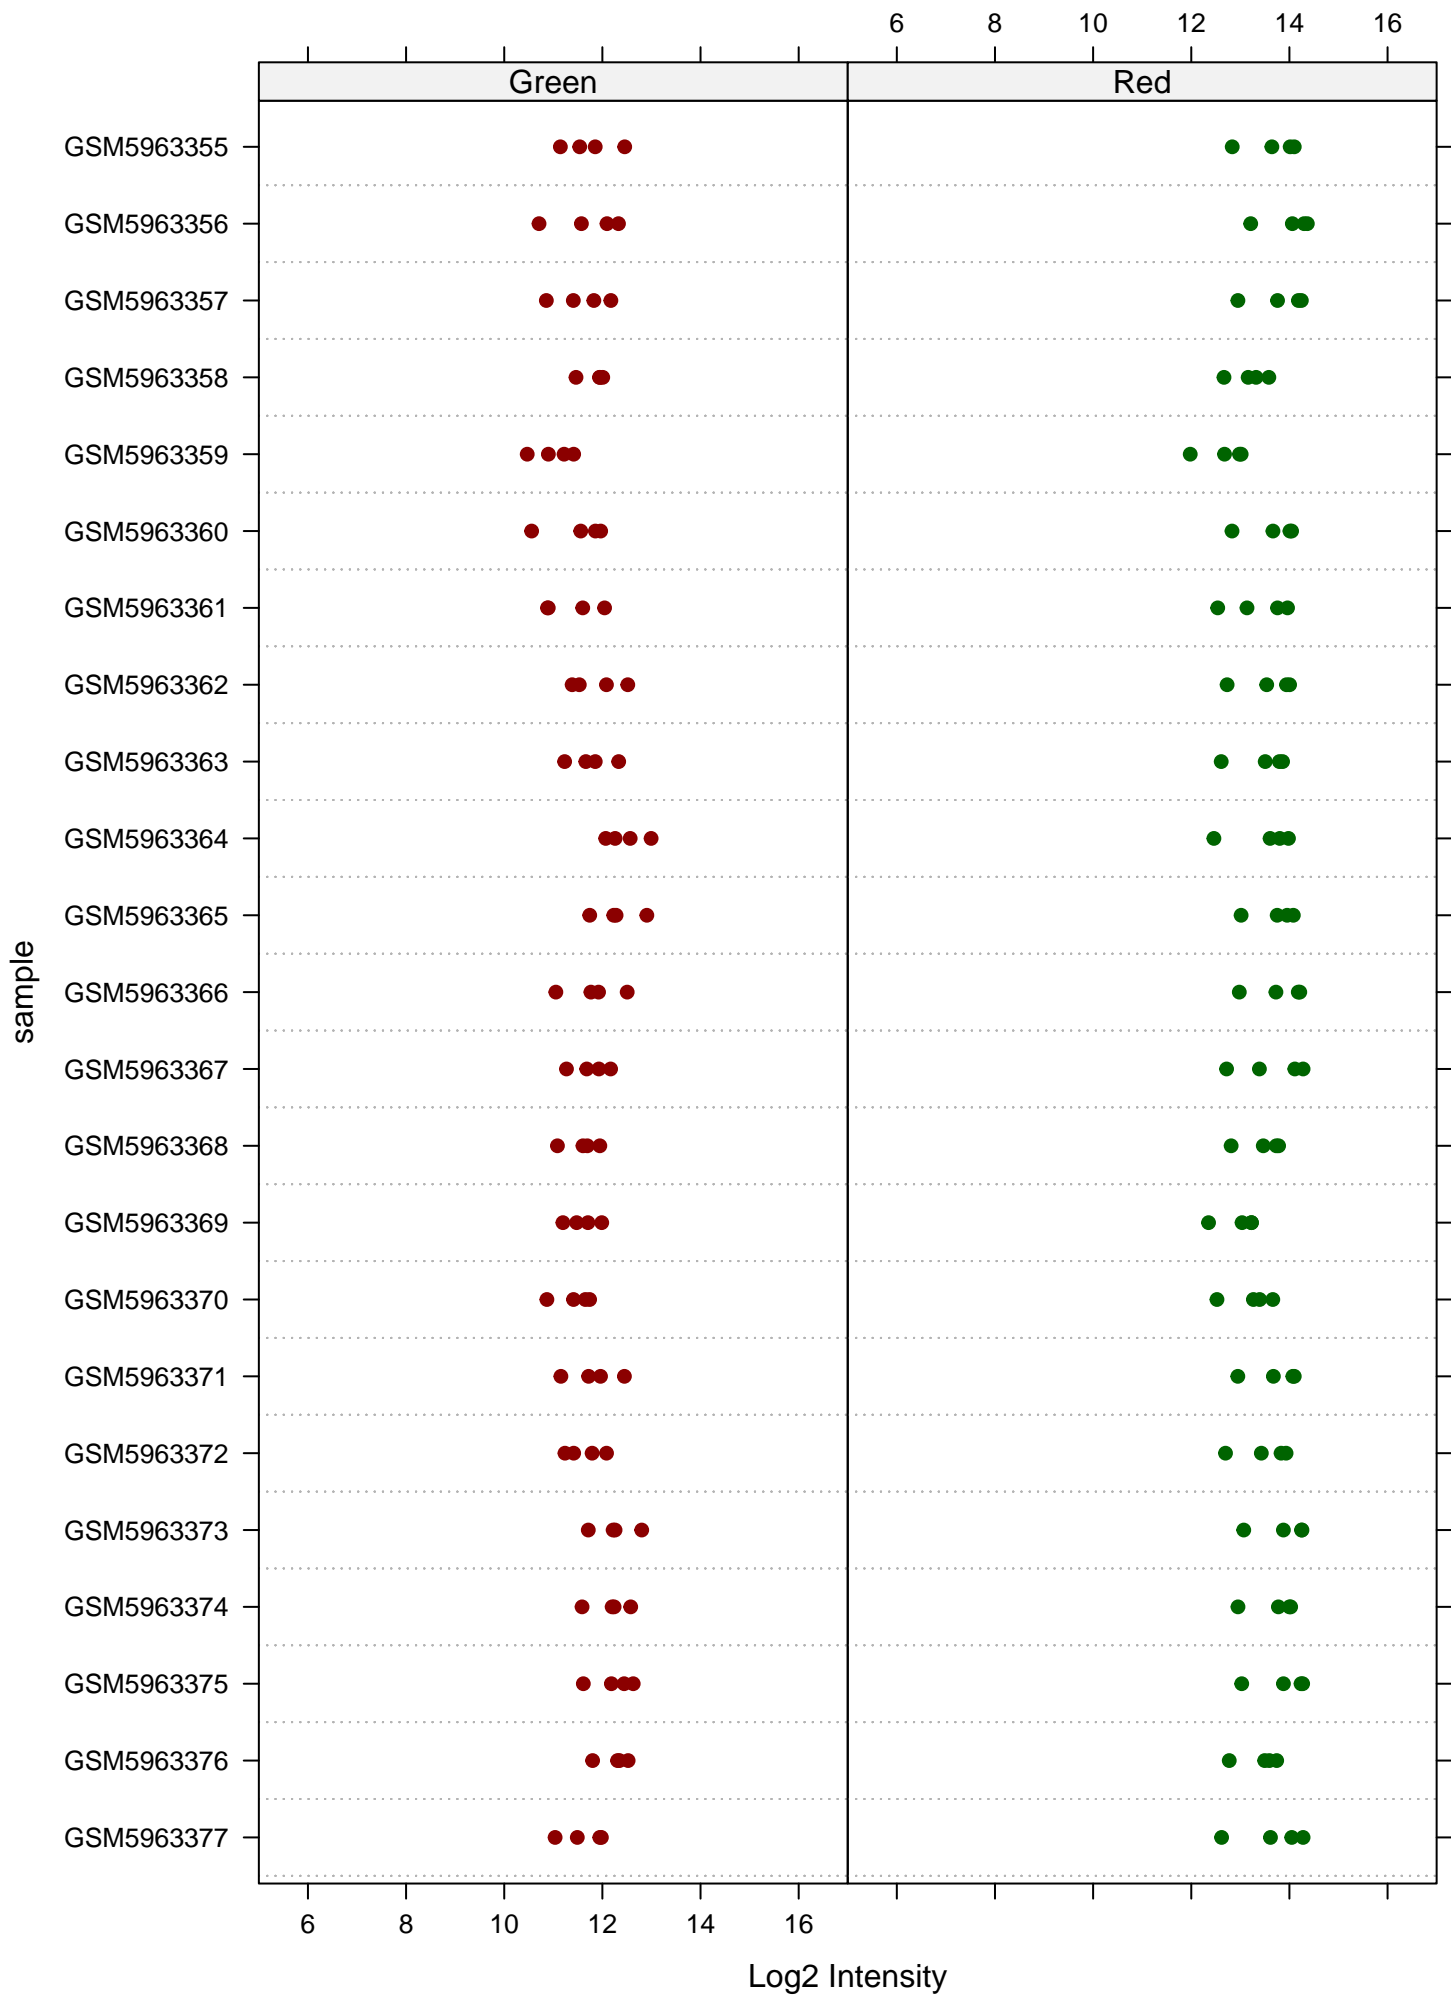 6 8 10 12 14 16
Green Red
GSM5963355
GSM5963356
GSM5963357
GSM5963358
GSM5963359
GSM5963360
GSM5963361
GSM5963362
GSM5963363
GSM5963364
GSM5963365
GSM5963366
GSM5963367
GSM5963368
GSM5963369
GSM5963370
GSM5963371
GSM5963372
GSM5963373
GSM5963374
GSM5963375
GSM5963376
GSM5963377
sample
6 8 10 12 14 16
Log2 Intensity